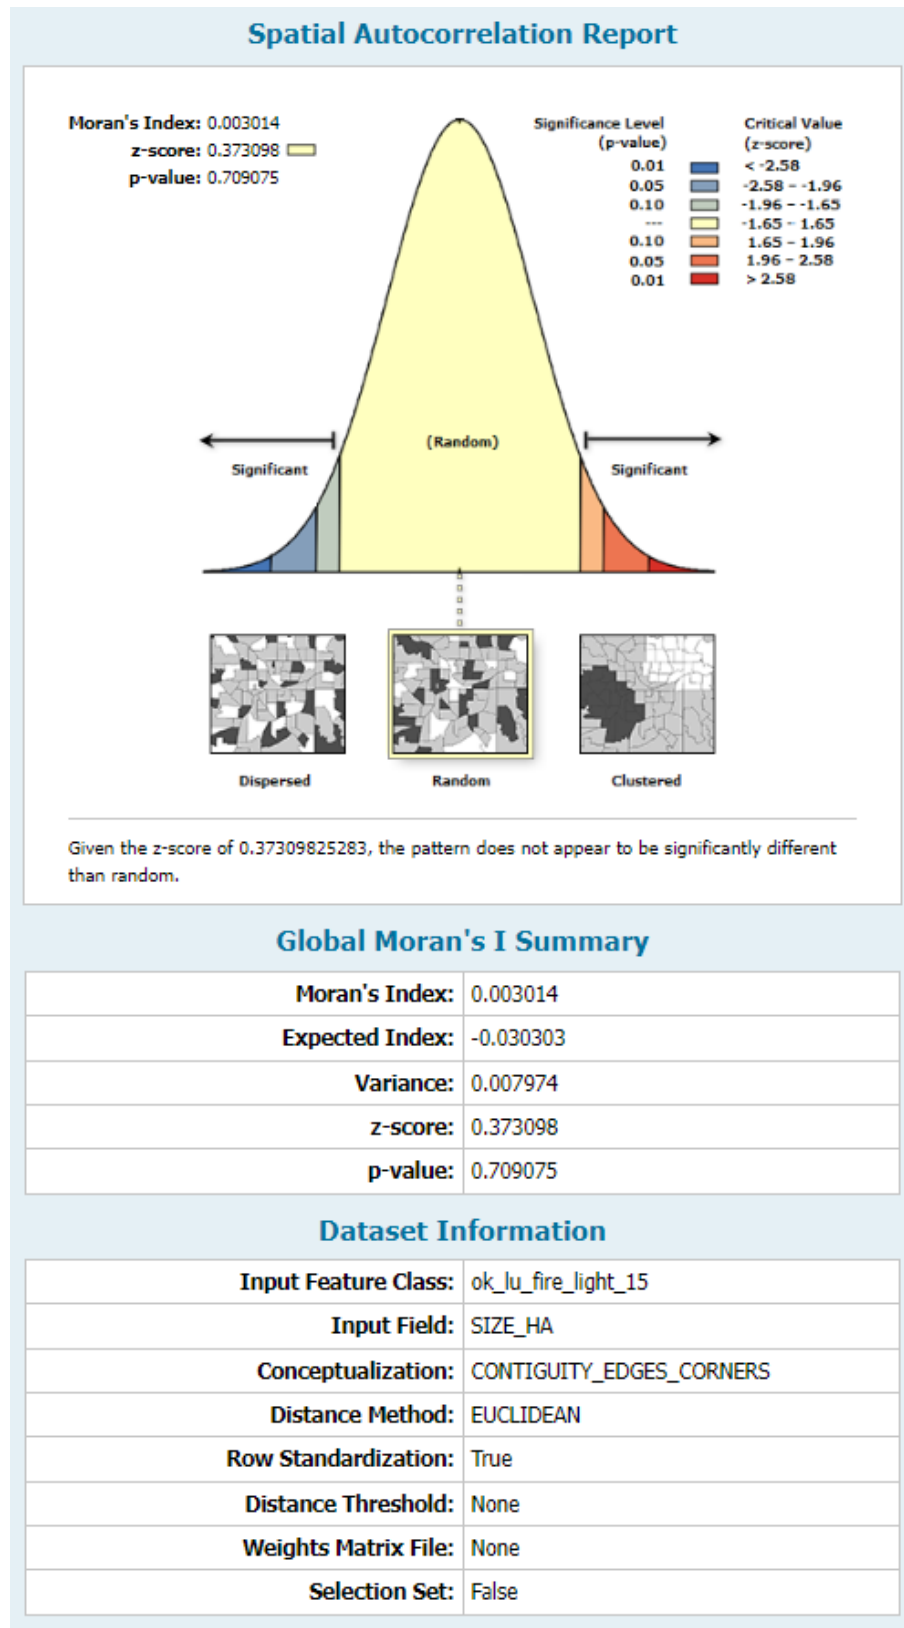 Spatial Autocorrelation Report
Moran's Index: 0.003014
z-score: 0.373098
p-value: 0.709075
Significance Level (p-value) Critical Value (z-score)
0.01 < -2.58
0.05 -2.58 – -1.96
0.10 -1.96 – -1.65
--- -1.65 – 1.65
0.10 1.65 – 1.96
0.05 1.96 – 2.58
0.01 > 2.58
Significant (Random) Significant
Dispersed Random Clustered
Given the z-score of 0.37309825283, the pattern does not appear to be significantly different
than random.
Global Moran's I Summary
Moran's Index: 0.003014
Expected Index: -0.030303
Variance: 0.007974
z-score: 0.373098
p-value: 0.709075
Dataset Information
Input Feature Class: ok_lu_fire_light_15
Input Field: SIZE_HA
Conceptualization: CONTIGUITY_EDGES_CORNERS
Distance Method: EUCLIDEAN
Row Standardization: True
Distance Threshold: None
Weights Matrix File: None
Selection Set: False